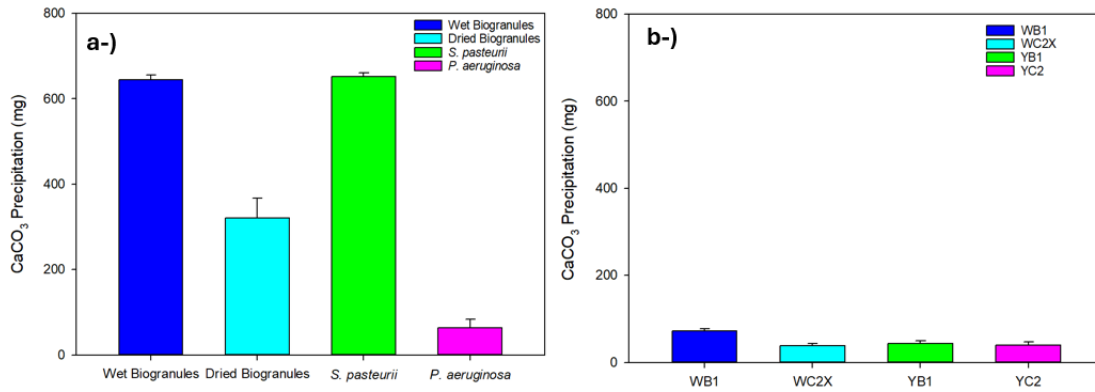 a-)
Wet Biogranules
Dried Biogranules
S. pasteurii
P. aeruginosa
CaCO3 Precipitation (mg)
800
600
400
200
0
Wet Biogranules Dried Biogranules S. pasteurii P. aeruginosa
b-)
WB1
WC2X
YB1
YC2
CaCO3 Precipitation (mg)
800
600
400
200
0
WB1 WC2X YB1 YC2